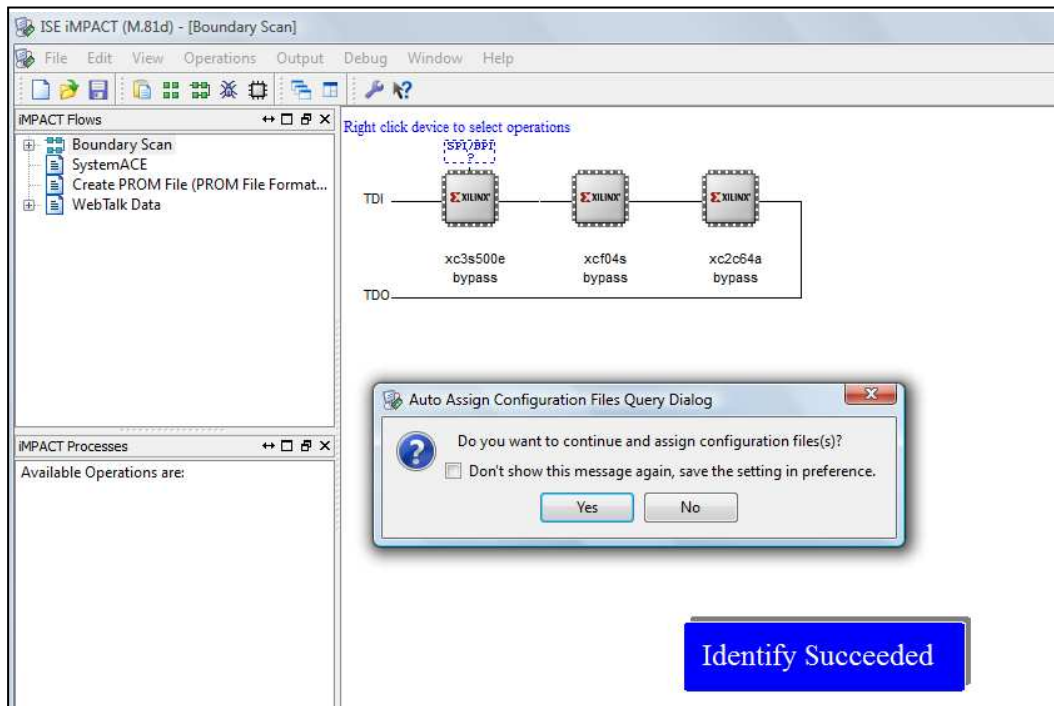 ISE iMPACT (M.81d) - [Boundary Scan]
File Edit View Operations Output Debug Window Help
iMPACT Flows
Boundary Scan
SystemACE
Create PROM File (PROM File Format...
WebTalk Data
Right click device to select operations
SPI/BPI
?
TDI
XILINX XILINX XILINX
xc3s500e xcf04s xc2c64a
bypass bypass bypass
TDO
Auto Assign Configuration Files Query Dialog
Do you want to continue and assign configuration files(s)?
Don't show this message again, save the setting in preference.
Yes No
iMPACT Processes
Available Operations are:
Identify Succeeded